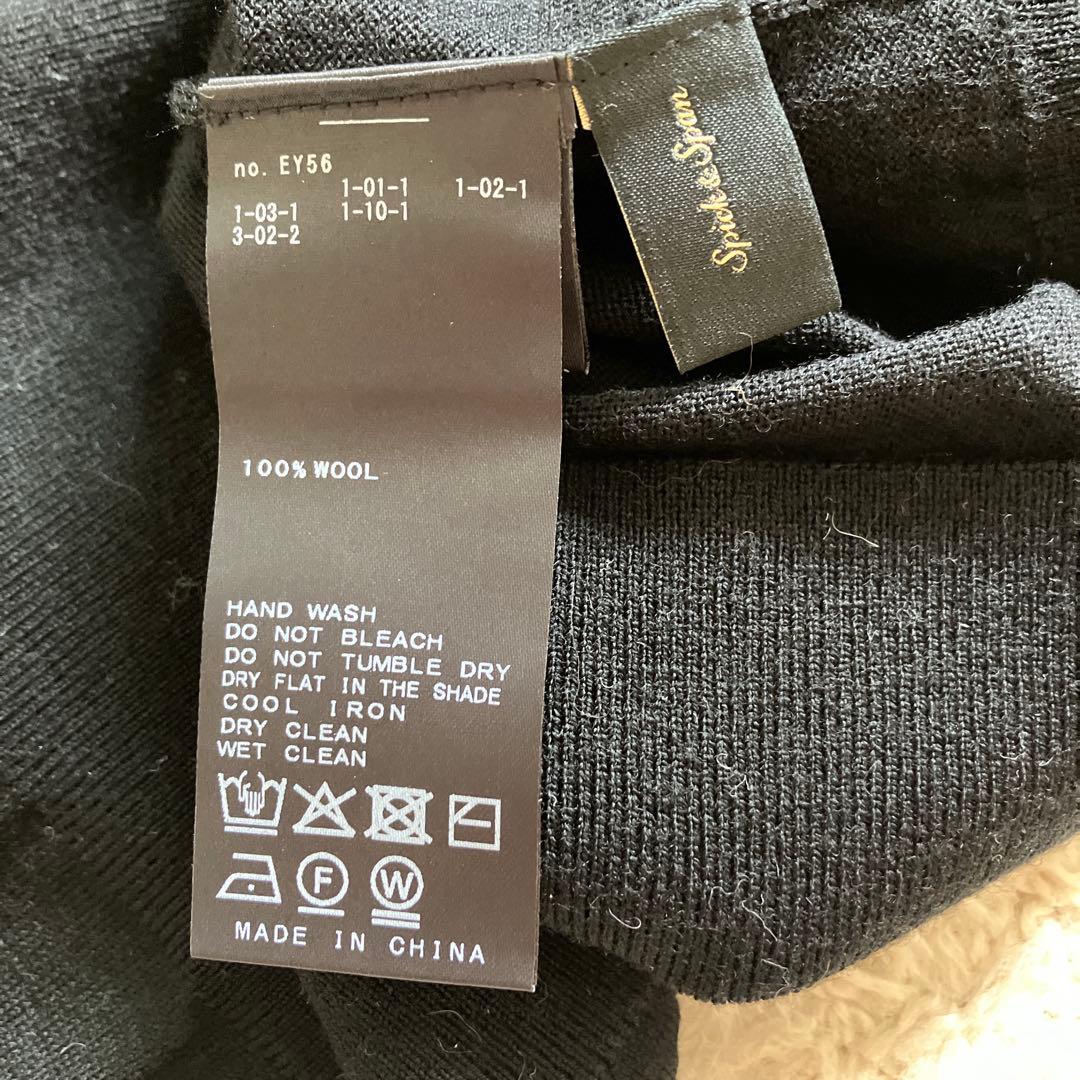 no. EY56
1-01-1 1-02-1
1-03-1 1-10-1
3-02-2
Spick & Span
100% WOOL
HAND WASH
DO NOT BLEACH
DO NOT TUMBLE DRY
DRY FLAT IN THE SHADE
COOL IRON
DRY CLEAN
WET CLEAN
F W
MADE IN CHINA